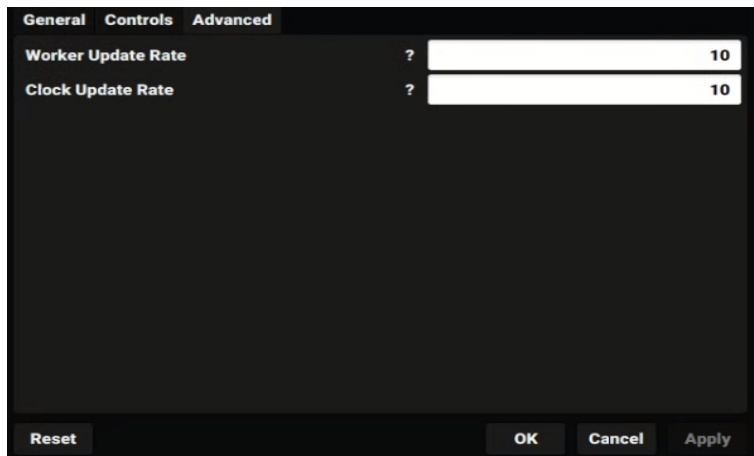 General Controls Advanced
Worker Update Rate ? 10
Clock Update Rate ? 10
Reset OK Cancel Apply